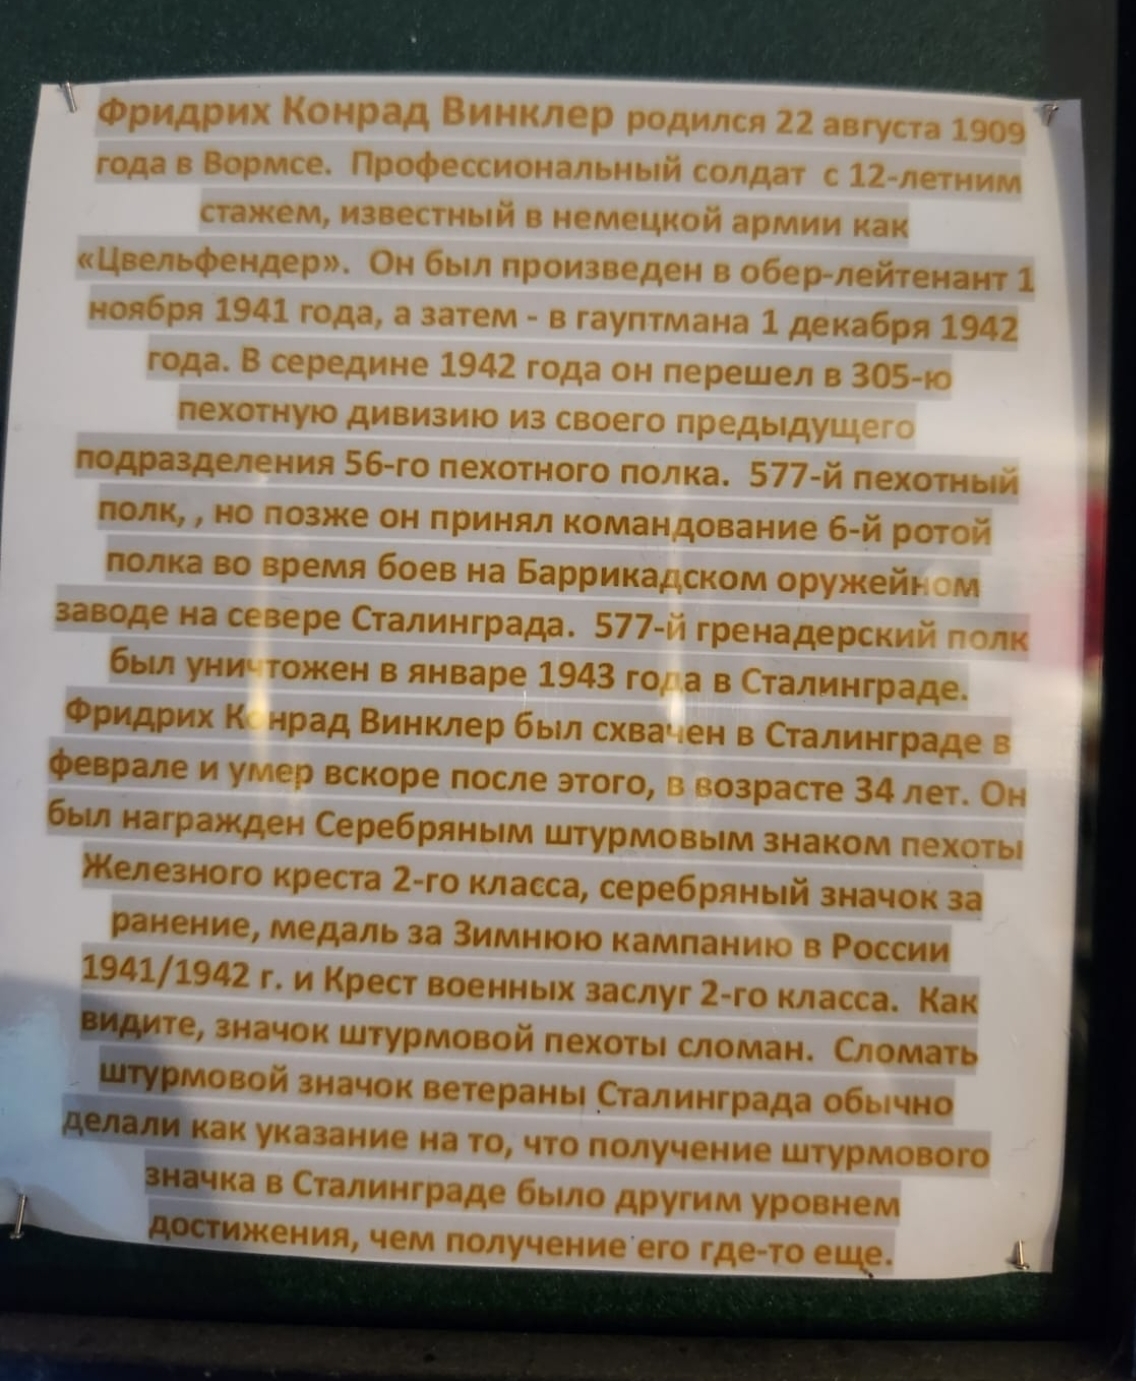 Фридрих Конрад Винклер родился 22 августа 1909
года в Вормсе. Профессиональный солдат с 12-летним
стажем, известный в немецкой армии как
«Цвельфендер». Он был произведен в обер-лейтенант 1
ноября 1941 года, а затем - в гауптмана 1 декабря 1942
года. В середине 1942 года он перешел в 305-ю
пехотную дивизию из своего предыдущего
подразделения 56-го пехотного полка. 577-й пехотный
полк, , но позже он принял командование 6-й ротой
полка во время боев на Баррикадском оружейном
заводе на севере Сталинграда. 577-й гренадерский полк
был уничтожен в январе 1943 года в Сталинграде.
Фридрих Конрад Винклер был схвачен в Сталинграде в
феврале и умер вскоре после этого, в возрасте 34 лет. Он
был награжден Серебряным штурмовым знаком пехоты
Железного креста 2-го класса, серебряный значок за
ранение, медаль за Зимнюю кампанию в России
1941/1942 г. и Крест военных заслуг 2-го класса. Как
видите, значок штурмовой пехоты сломан. Сломать
штурмовой значок ветераны Сталинграда обычно
делали как указание на то, что получение штурмового
значка в Сталинграде было другим уровнем
достижения, чем получение его где-то еще.